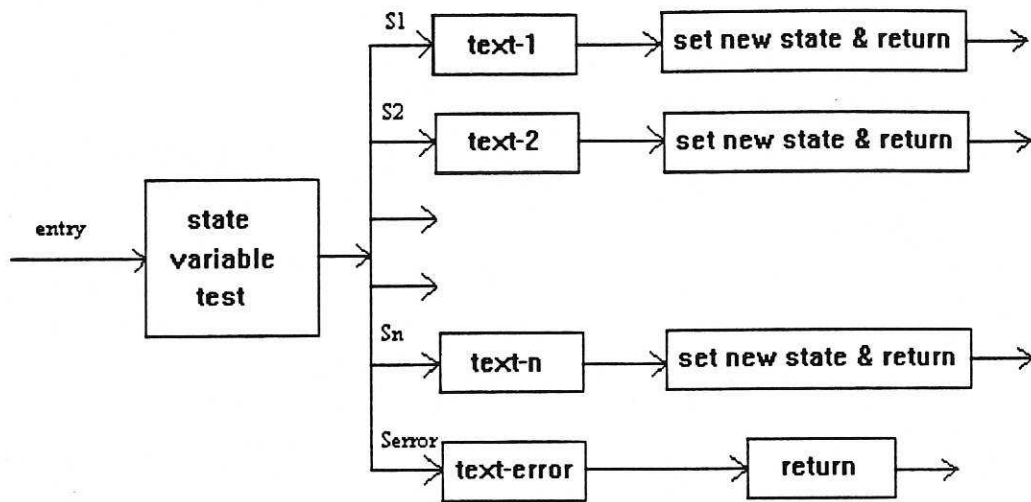 S1
text-1
set new state & return
S2
text-2
set new state & return
entry
state
variable
test
Sn
text-n
set new state & return
Serror
text-error
return